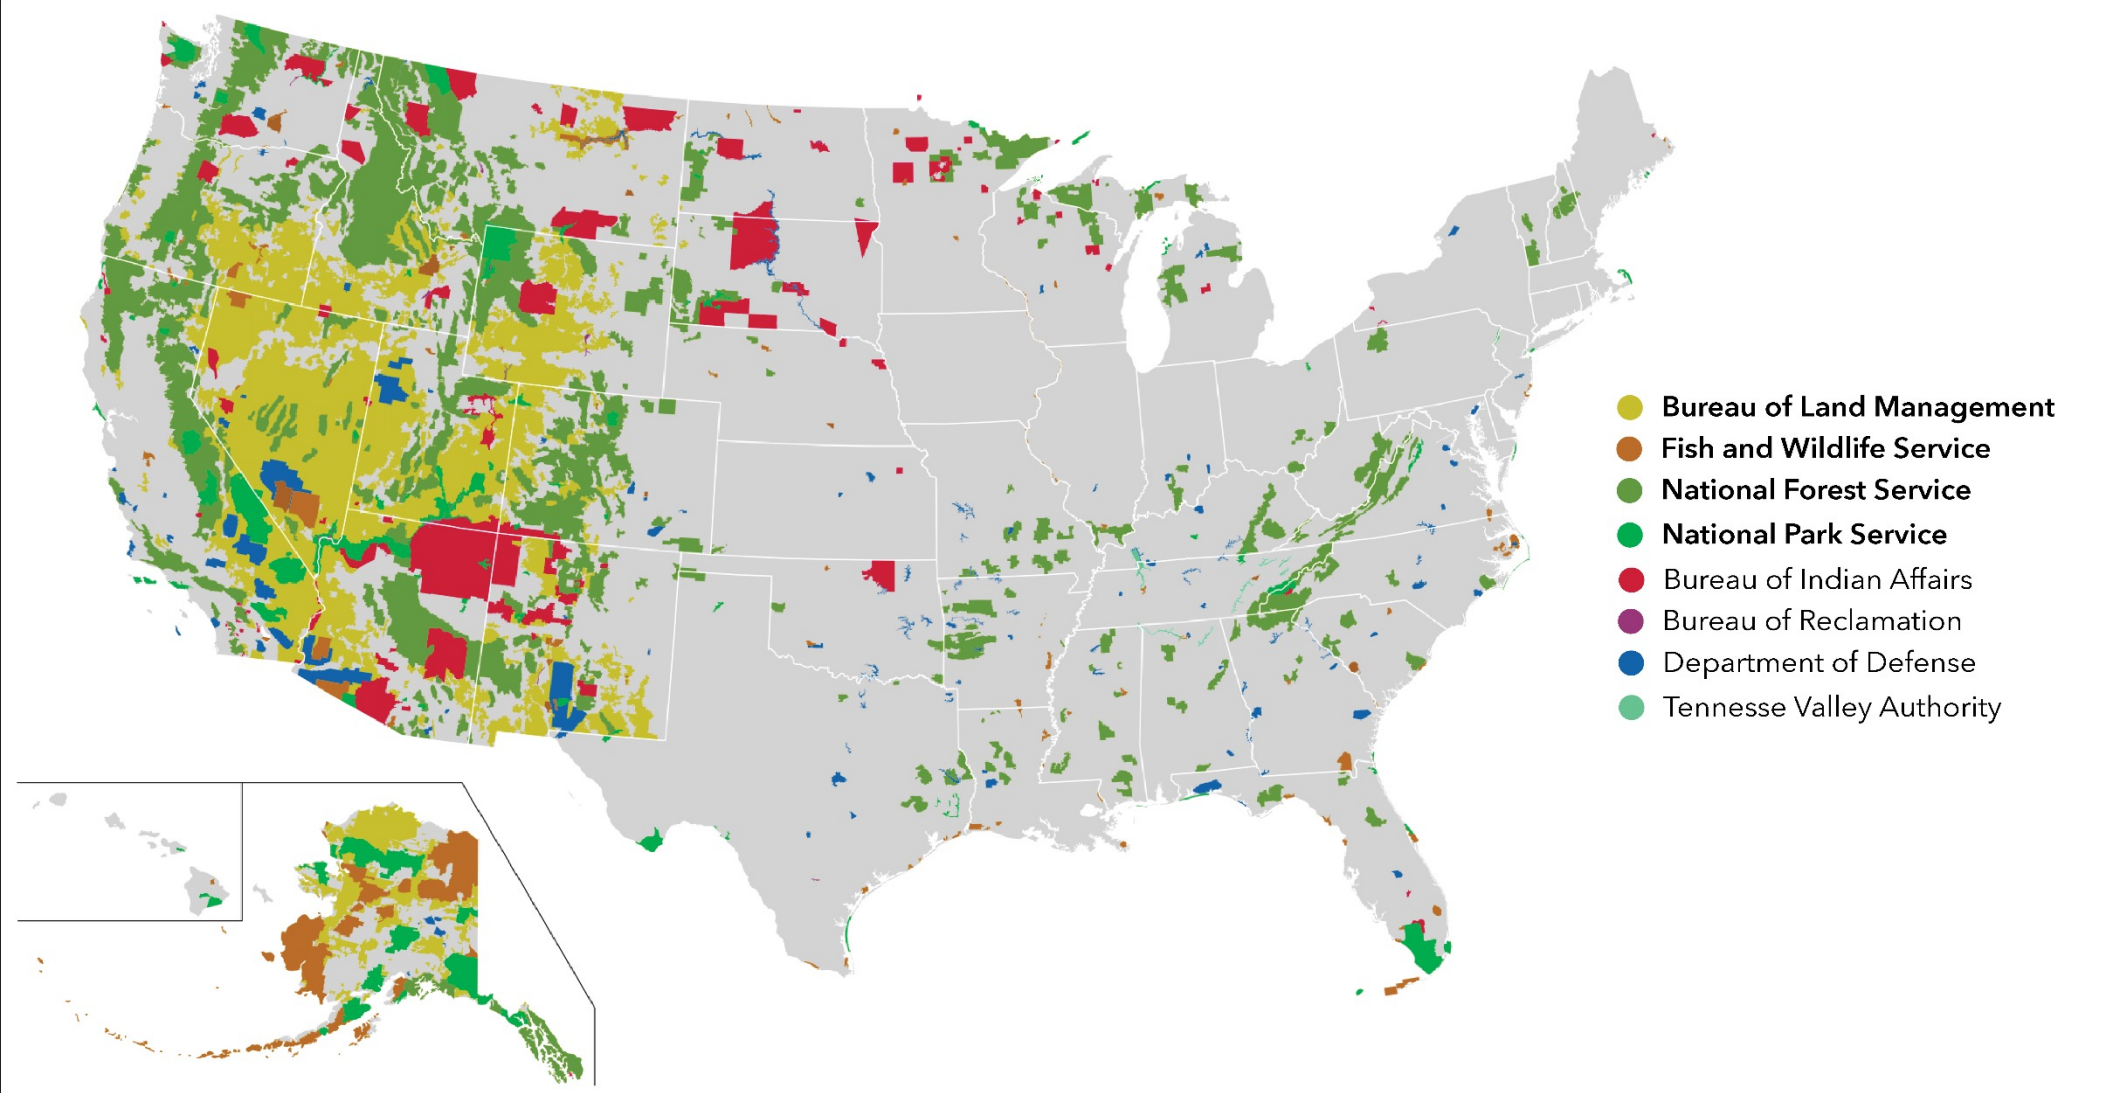 Bureau of Land Management
Fish and Wildlife Service
National Forest Service
National Park Service
Bureau of Indian Affairs
Bureau of Reclamation
Department of Defense
Tennesse Valley Authority